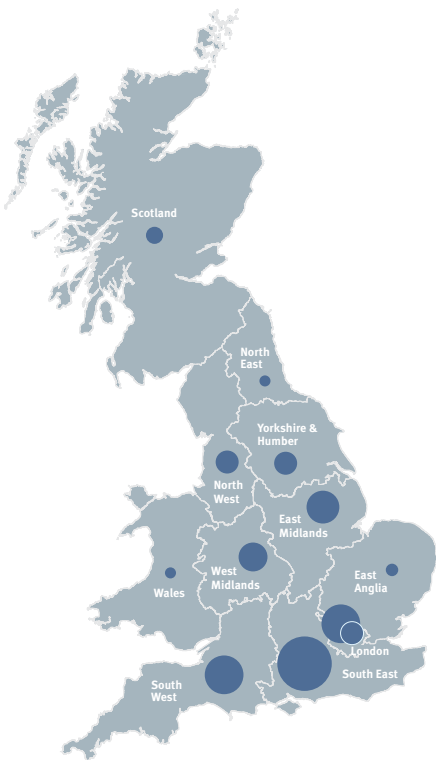 Scotland
North
East
Yorkshire &
Humber
North
West
East
Midlands
West
Midlands
East
Anglia
Wales
London
South East
South
West